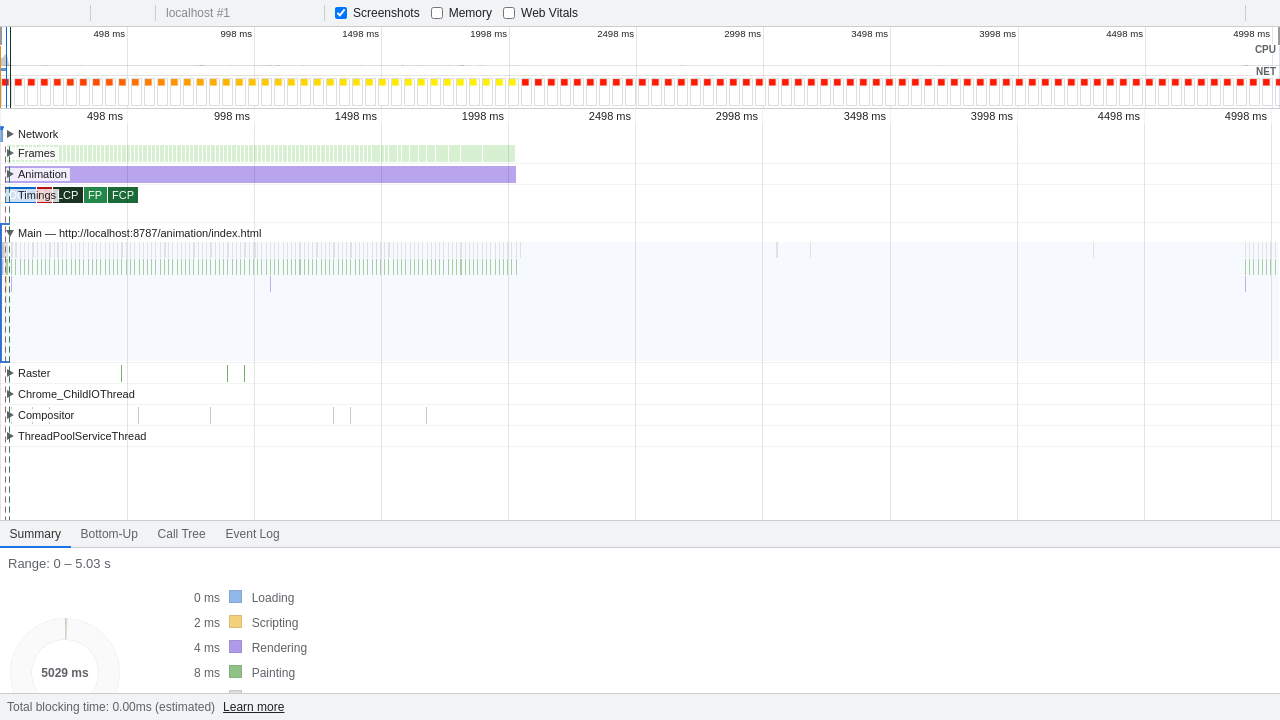 localhost #1 Screenshots Memory Web Vitals
498 ms 998 ms 1498 ms 1998 ms 2498 ms 2998 ms 3498 ms 3998 ms 4498 ms 4998 ms
CPU
NET
498 ms 998 ms 1498 ms 1998 ms 2498 ms 2998 ms 3498 ms 3998 ms 4498 ms 4998 ms
Network
Frames
Animation
Timings LCP FP FCP
Main — http://localhost:8787/animation/index.html
Raster
Chrome_ChildIOThread
Compositor
ThreadPoolServiceThread
Summary Bottom-Up Call Tree Event Log
Range: 0 – 5.03 s
0 ms Loading
2 ms Scripting
4 ms Rendering
8 ms Painting
5029 ms
Total blocking time: 0.00ms (estimated) Learn more